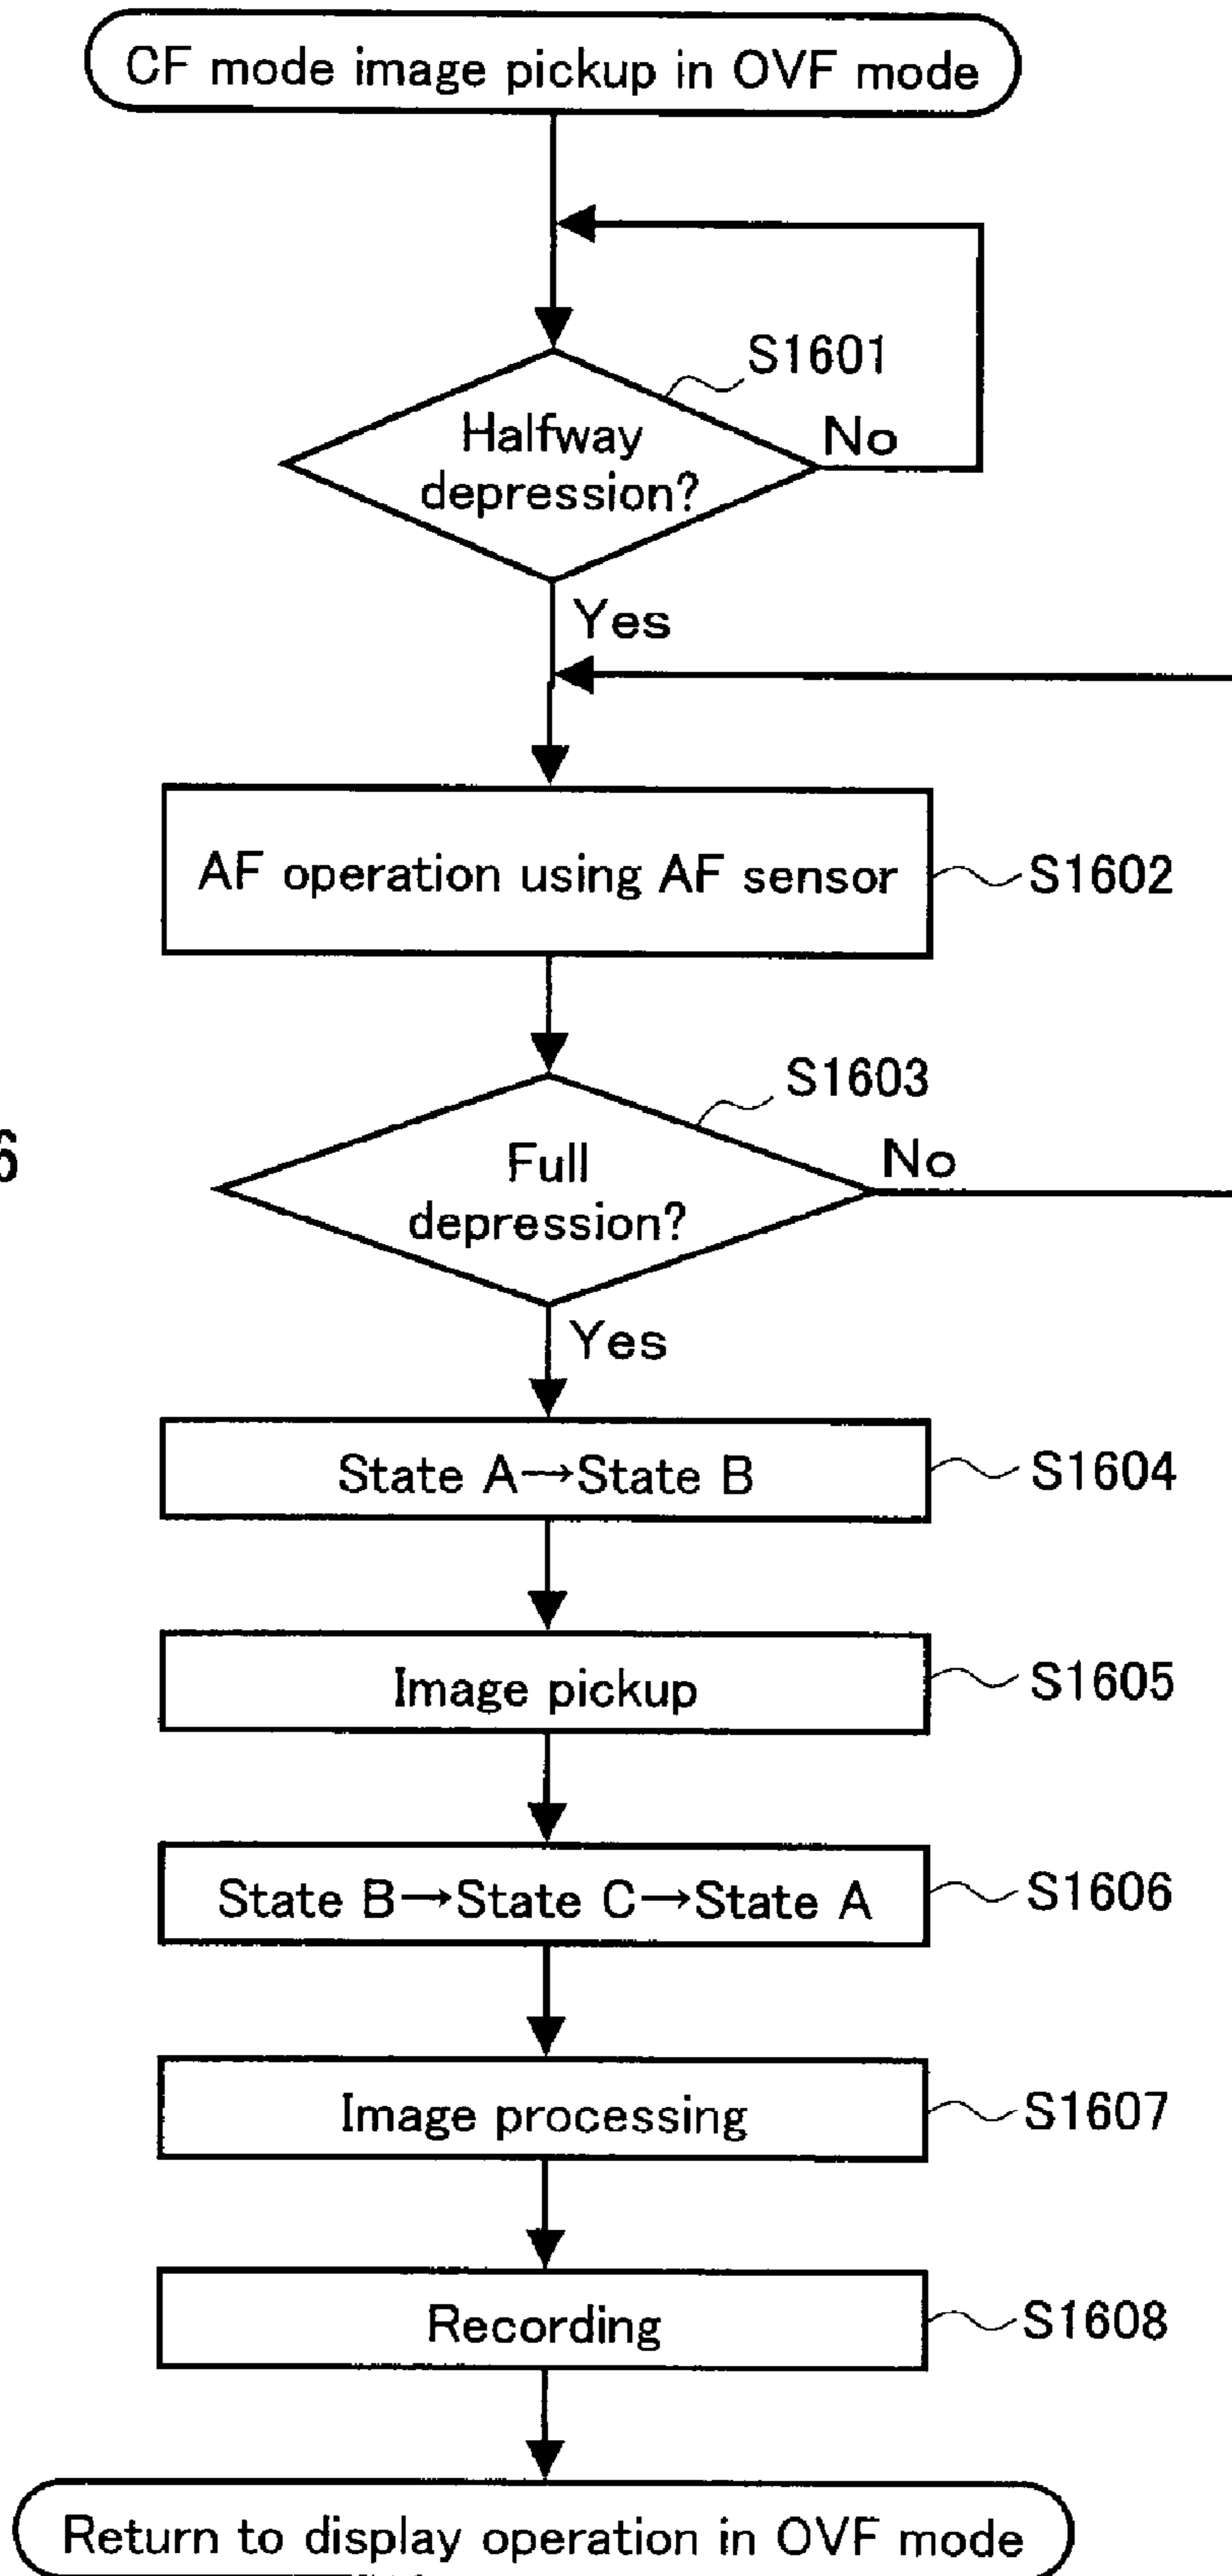 CF mode image pickup in OVF mode
S1601
Halfway
depression?
No
Yes
AF operation using AF sensor
S1602
S1603
6
Full
depression?
No
Yes
State A→State B
S1604
Image pickup
S1605
State B→State C→State A
S1606
Image processing
S1607
Recording
S1608
Return to display operation in OVF mode